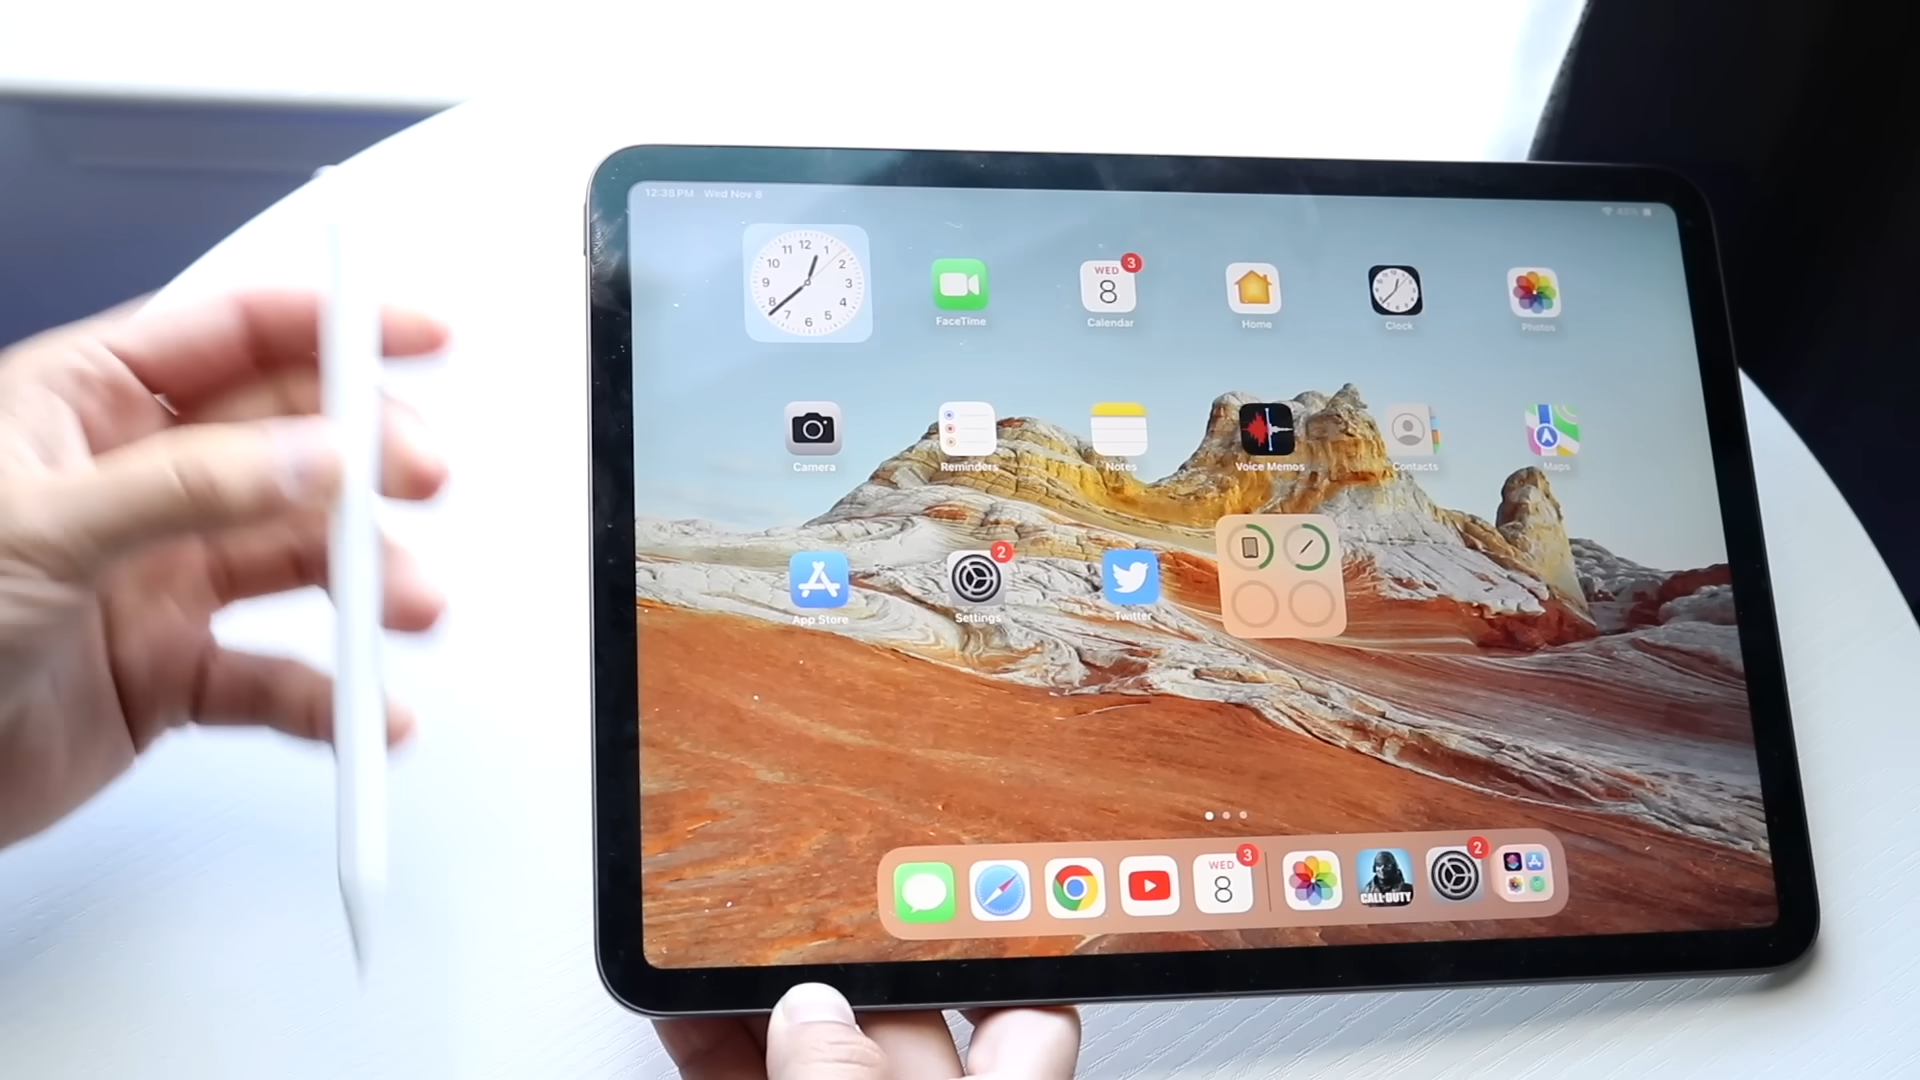 12:38 PM Wed Nov 8
11 12 1
10 2
9 3
8 4
7 6 5
FaceTime
3
WED
8
Calendar
Home
Clock
Photos
Camera
Reminders
Notes
Voice Memos
Contacts
Maps
App Store
2
Settings
Twitter
WED
8
3
CALL DUTY
2